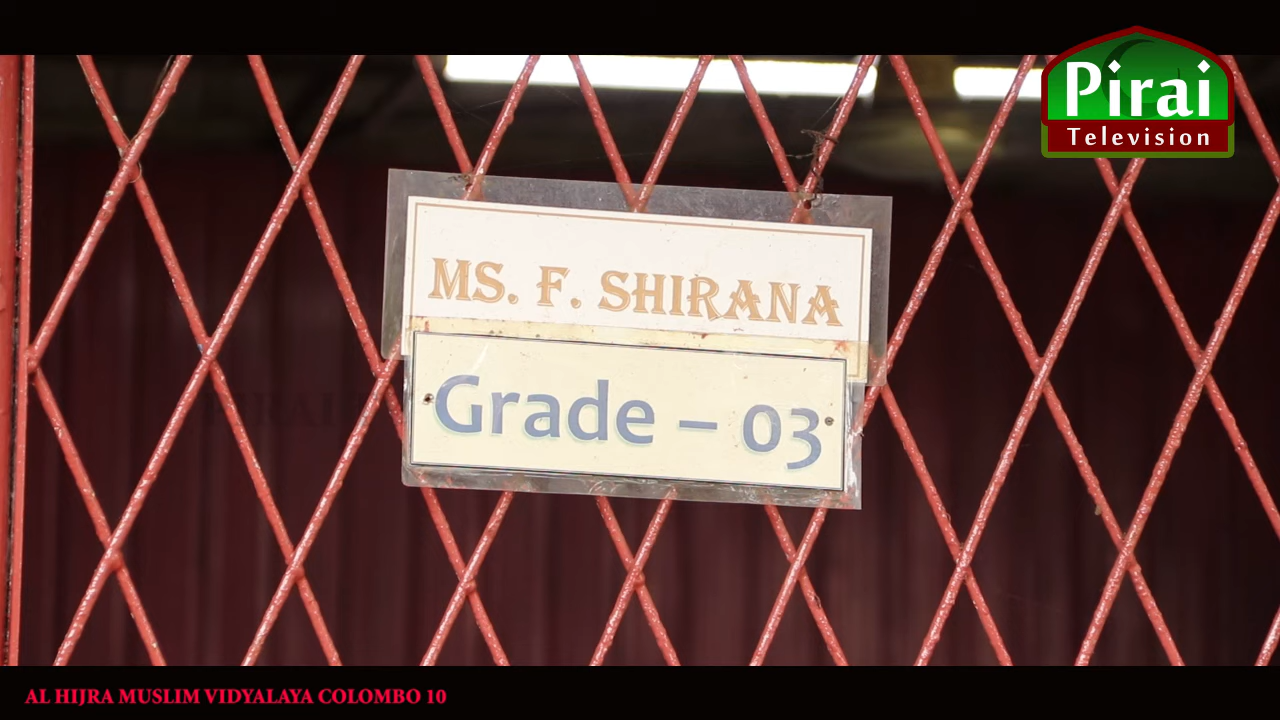 Pirai
Television
MS. F. SHIRANA
Grade – 03
AL HIJRA MUSLIM VIDYALAYA COLOMBO 10